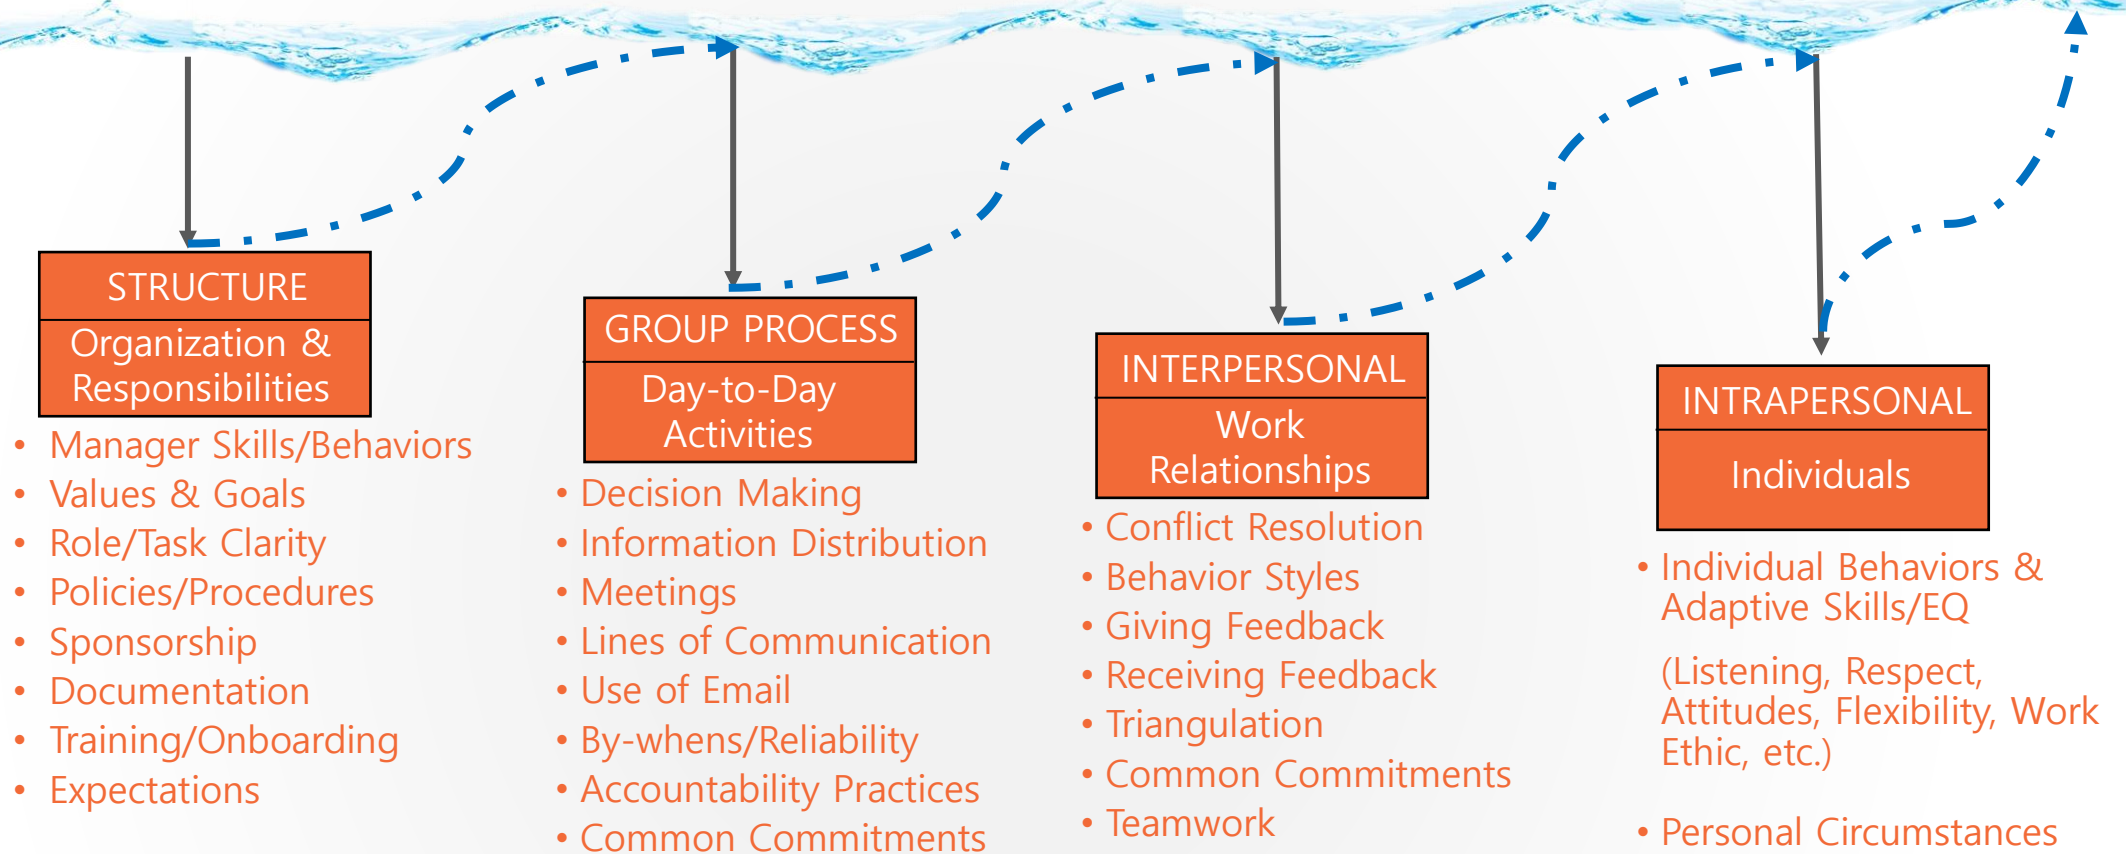 STRUCTURE
Organization &
Responsibilities
• Manager Skills/Behaviors
• Values & Goals
• Role/Task Clarity
• Policies/Procedures
• Sponsorship
• Documentation
• Training/Onboarding
• Expectations
GROUP PROCESS
Day-to-Day
Activities
• Decision Making
• Information Distribution
• Meetings
• Lines of Communication
• Use of Email
• By-whens/Reliability
• Accountability Practices
• Common Commitments
INTERPERSONAL
Work
Relationships
• Conflict Resolution
• Behavior Styles
• Giving Feedback
• Receiving Feedback
• Triangulation
• Common Commitments
• Teamwork
INTRAPERSONAL
Individuals
• Individual Behaviors &
Adaptive Skills/EQ
(Listening, Respect,
Attitudes, Flexibility, Work
Ethic, etc.)
• Personal Circumstances